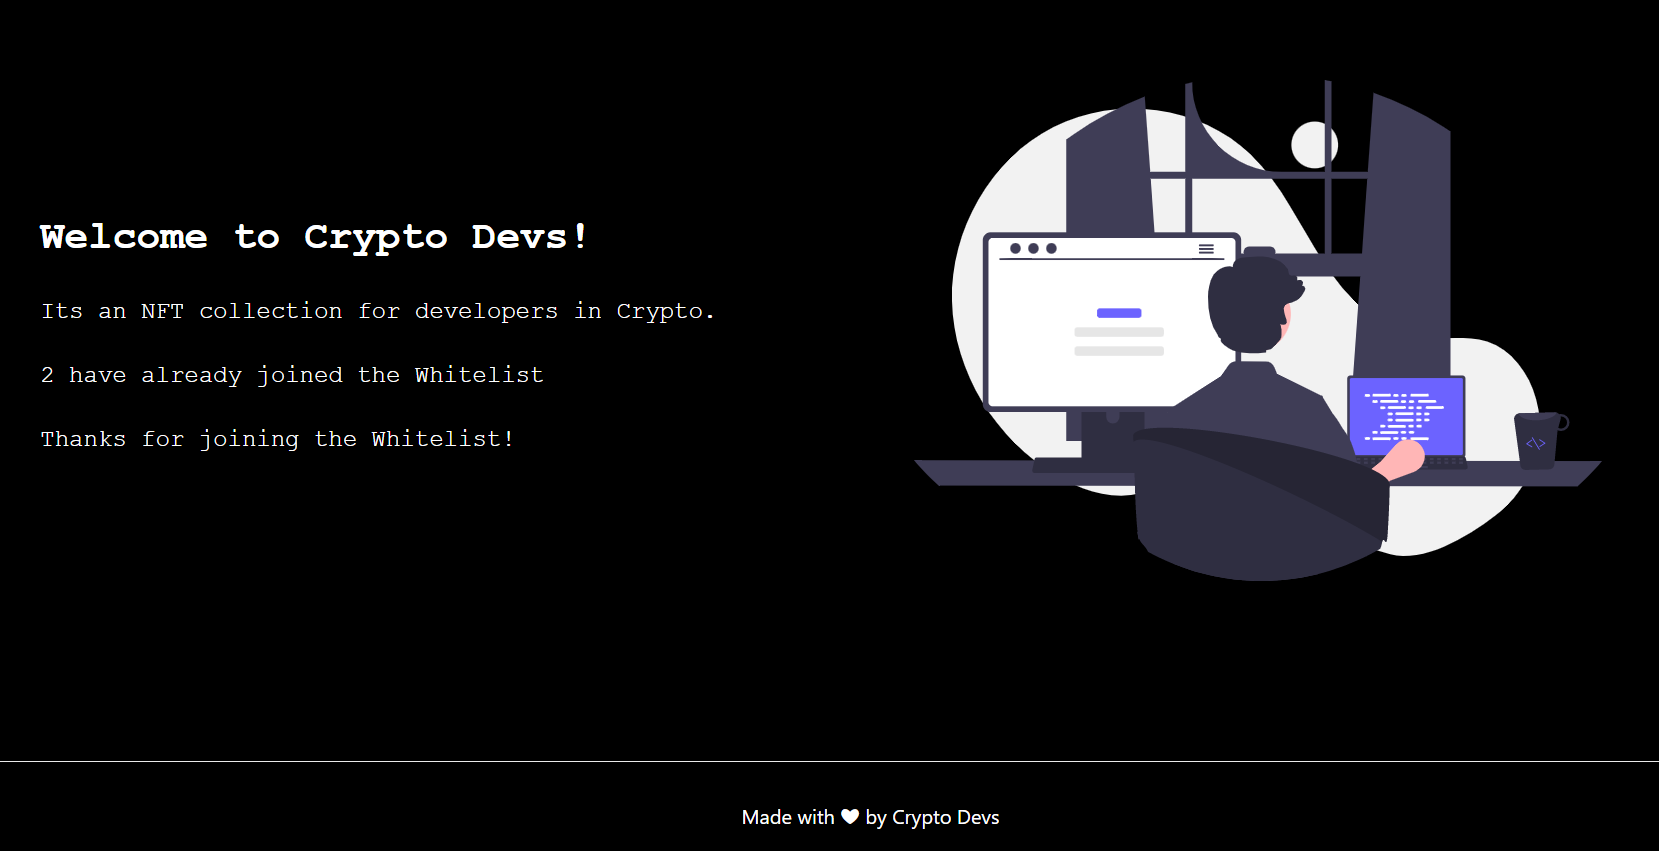 Welcome to Crypto Devs!
Its an NFT collection for developers in Crypto.
2 have already joined the Whitelist
Thanks for joining the Whitelist!
Made with ❤ by Crypto Devs